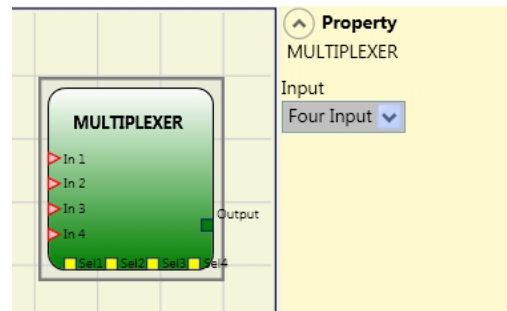 Property
MULTIPLEXER
Input
Four Input
MULTIPLEXER
In 1
In 2
In 3
In 4
Output
Sel1 Sel2 Sel3 Sel4